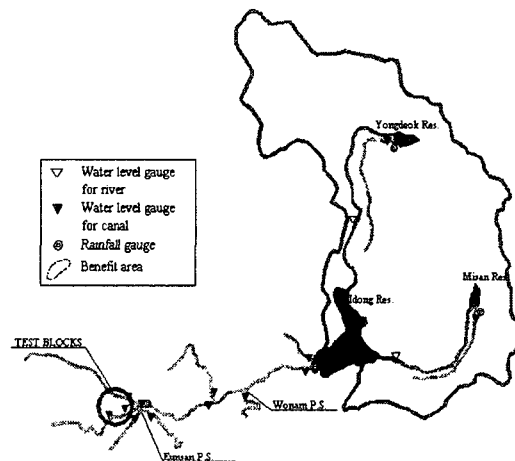 Yongdeok Res.
Water level gauge
for river
Water level gauge
for canal
Rainfall gauge
Benefit area
Misan Res.
Idong Res.
TEST BLOCKS
Wonam P.S.
Eunsan P.S.